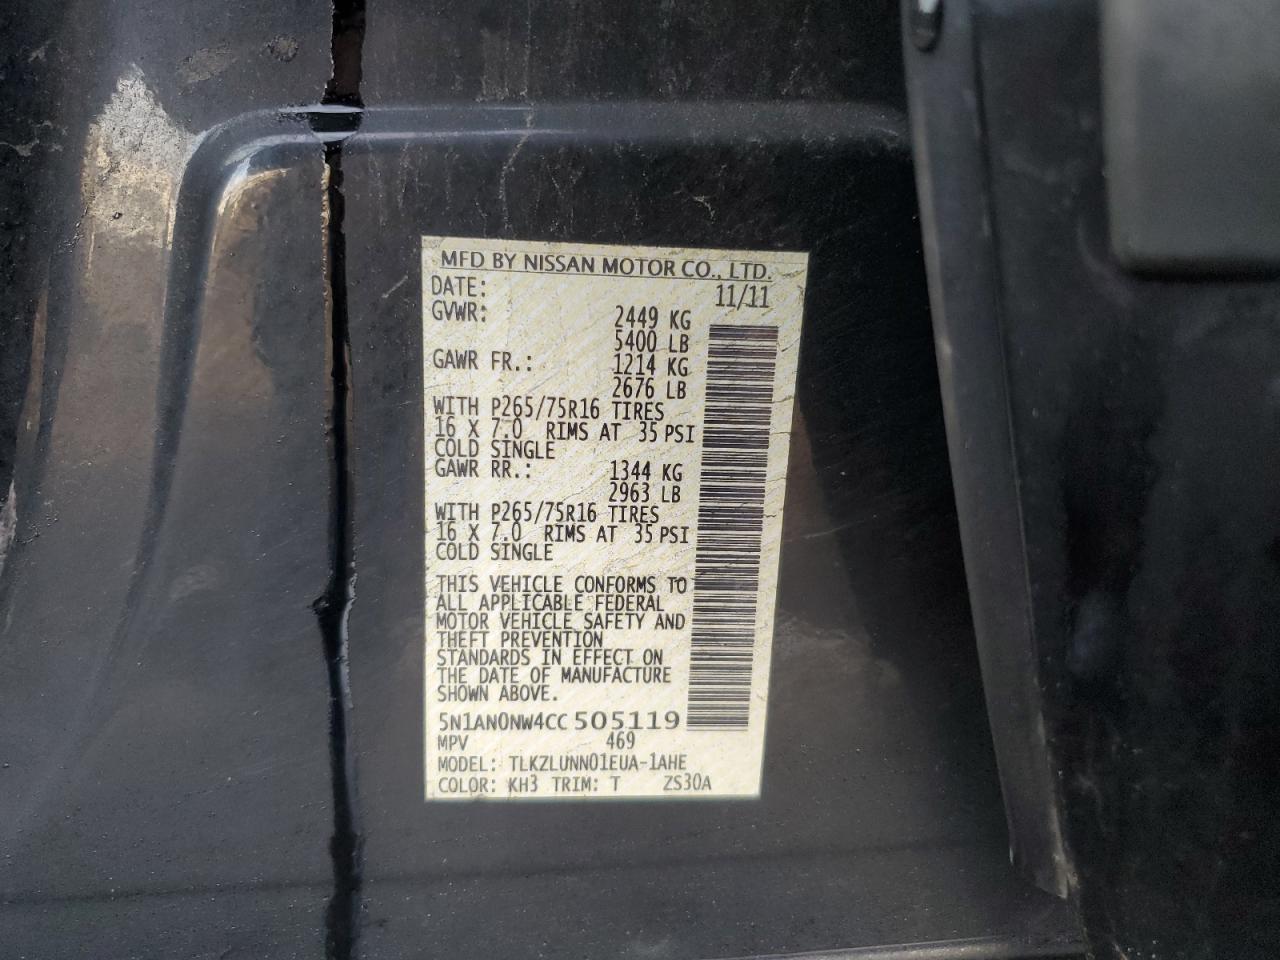 MFD BY NISSAN MOTOR CO., LTD.
DATE: 11/11
GVWR: 2449 KG
5400 LB
GAWR FR.: 1214 KG
2676 LB
WITH P265/75R16 TIRES
16 X 7.0 RIMS AT 35 PSI
COLD SINGLE
GAWR RR.: 1344 KG
2963 LB
WITH P265/75R16 TIRES
16 X 7.0 RIMS AT 35 PSI
COLD SINGLE
THIS VEHICLE CONFORMS TO
ALL APPLICABLE FEDERAL
MOTOR VEHICLE SAFETY AND
THEFT PREVENTION
STANDARDS IN EFFECT ON
THE DATE OF MANUFACTURE
SHOWN ABOVE.
5N1AN0NW4CC505119
MPV 469
MODEL: TLKZLUNN01EUA-1AHE
COLOR: KH3 TRIM: T ZS30A